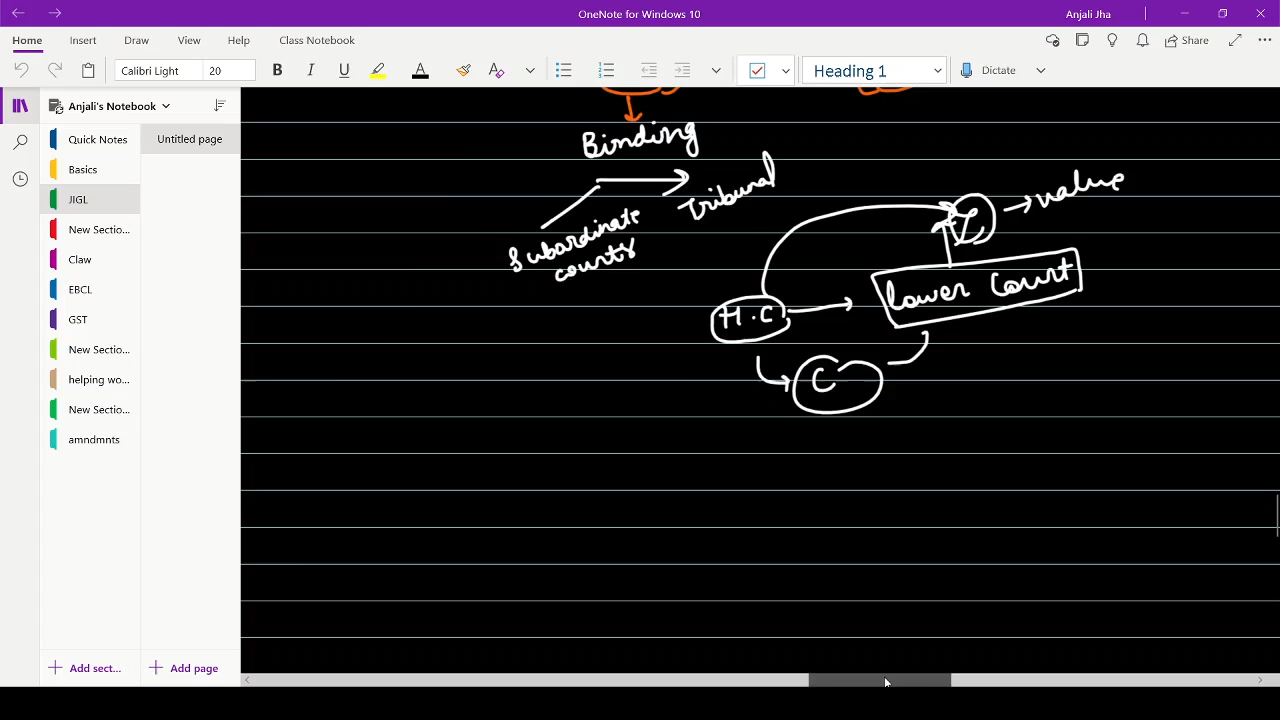 OneNote for Windows 10
Anjali Jha
Home Insert Draw View Help Class Notebook
Share
Calibri Light 20 B I U A Heading 1 Dictate
Anjali's Notebook
Untitled page
Quick Notes
Basics
JIGL
New Sectio...
Claw
EBCL
GST
New Sectio...
helping wo...
New Sectio...
amndmnts
Add sect... Add page
Binding
Subordinate
courts
Tribunal
value
lower Court
H.C
C